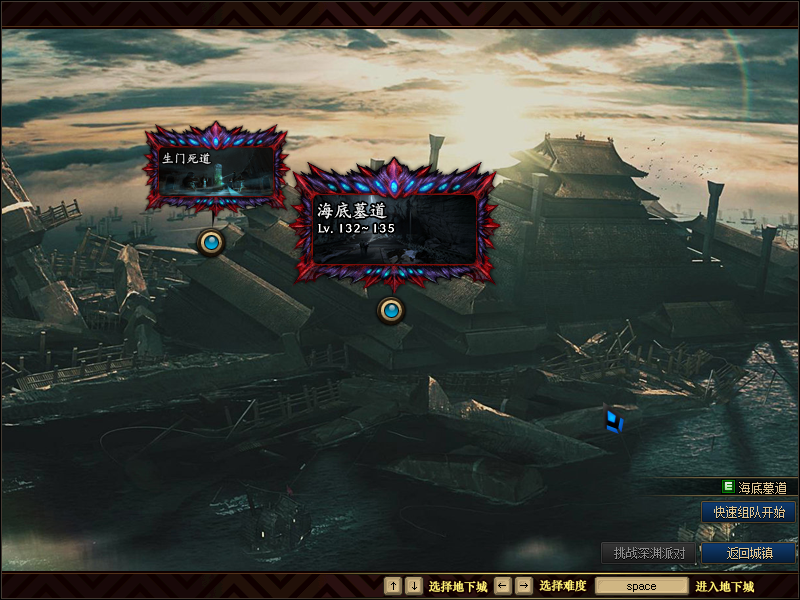 生门死道
海底墓道
Lv. 132~135
E 海底墓道
快速组队开始
挑战深渊派对 返回城镇
↑ ↓ 选择地下城 ← → 选择难度 space 进入地下城